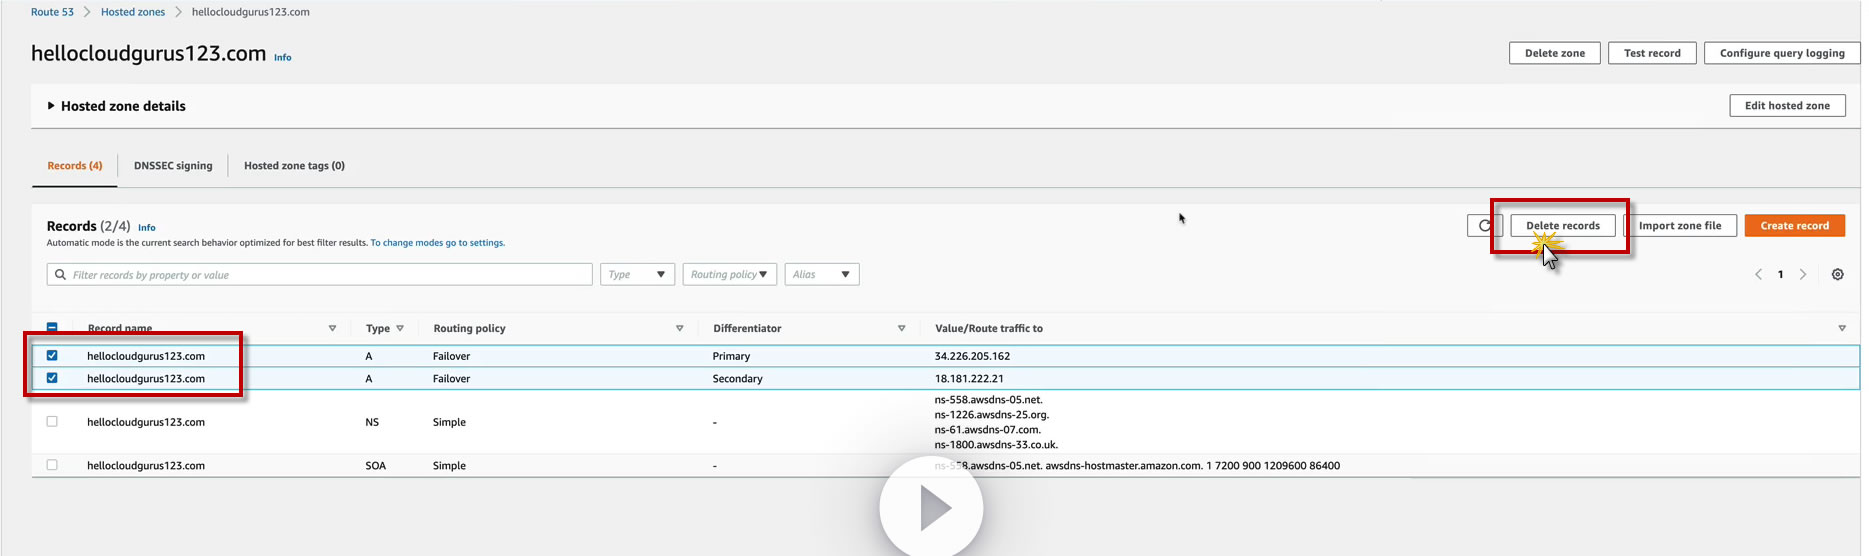 Route 53 > Hosted zones > hellocloudgurus123.com
hellocloudgurus123.com Info
Delete zone
Test record
Configure query logging
Hosted zone details
Edit hosted zone
Records (4)
DNSSEC signing
Hosted zone tags (0)
Records (2/4) Info
Automatic mode is the current search behavior optimized for best filter results. To change modes go to settings.
Delete records
Import zone file
Create record
Filter records by property or value
Type
Routing policy
Alias
1
Record name Type Routing policy Differentiator Value/Route traffic to
hellocloudgurus123.com A Failover Primary 34.226.205.162
hellocloudgurus123.com A Failover Secondary 18.181.222.21
hellocloudgurus123.com NS Simple -
ns-558.awsdns-05.net.
ns-1226.awsdns-25.org.
ns-61.awsdns-07.com.
ns-1800.awsdns-33.co.uk.
hellocloudgurus123.com SOA Simple - ns-558.awsdns-05.net. awsdns-hostmaster.amazon.com. 1 7200 900 1209600 86400